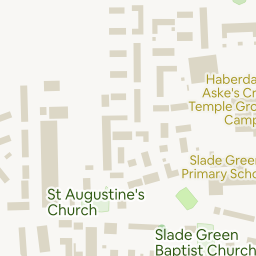 Haberda
Aske's Cr
Temple Gro
Camp
Slade Green
Primary Scho
St Augustine's
Church
Slade Green
Baptist Church